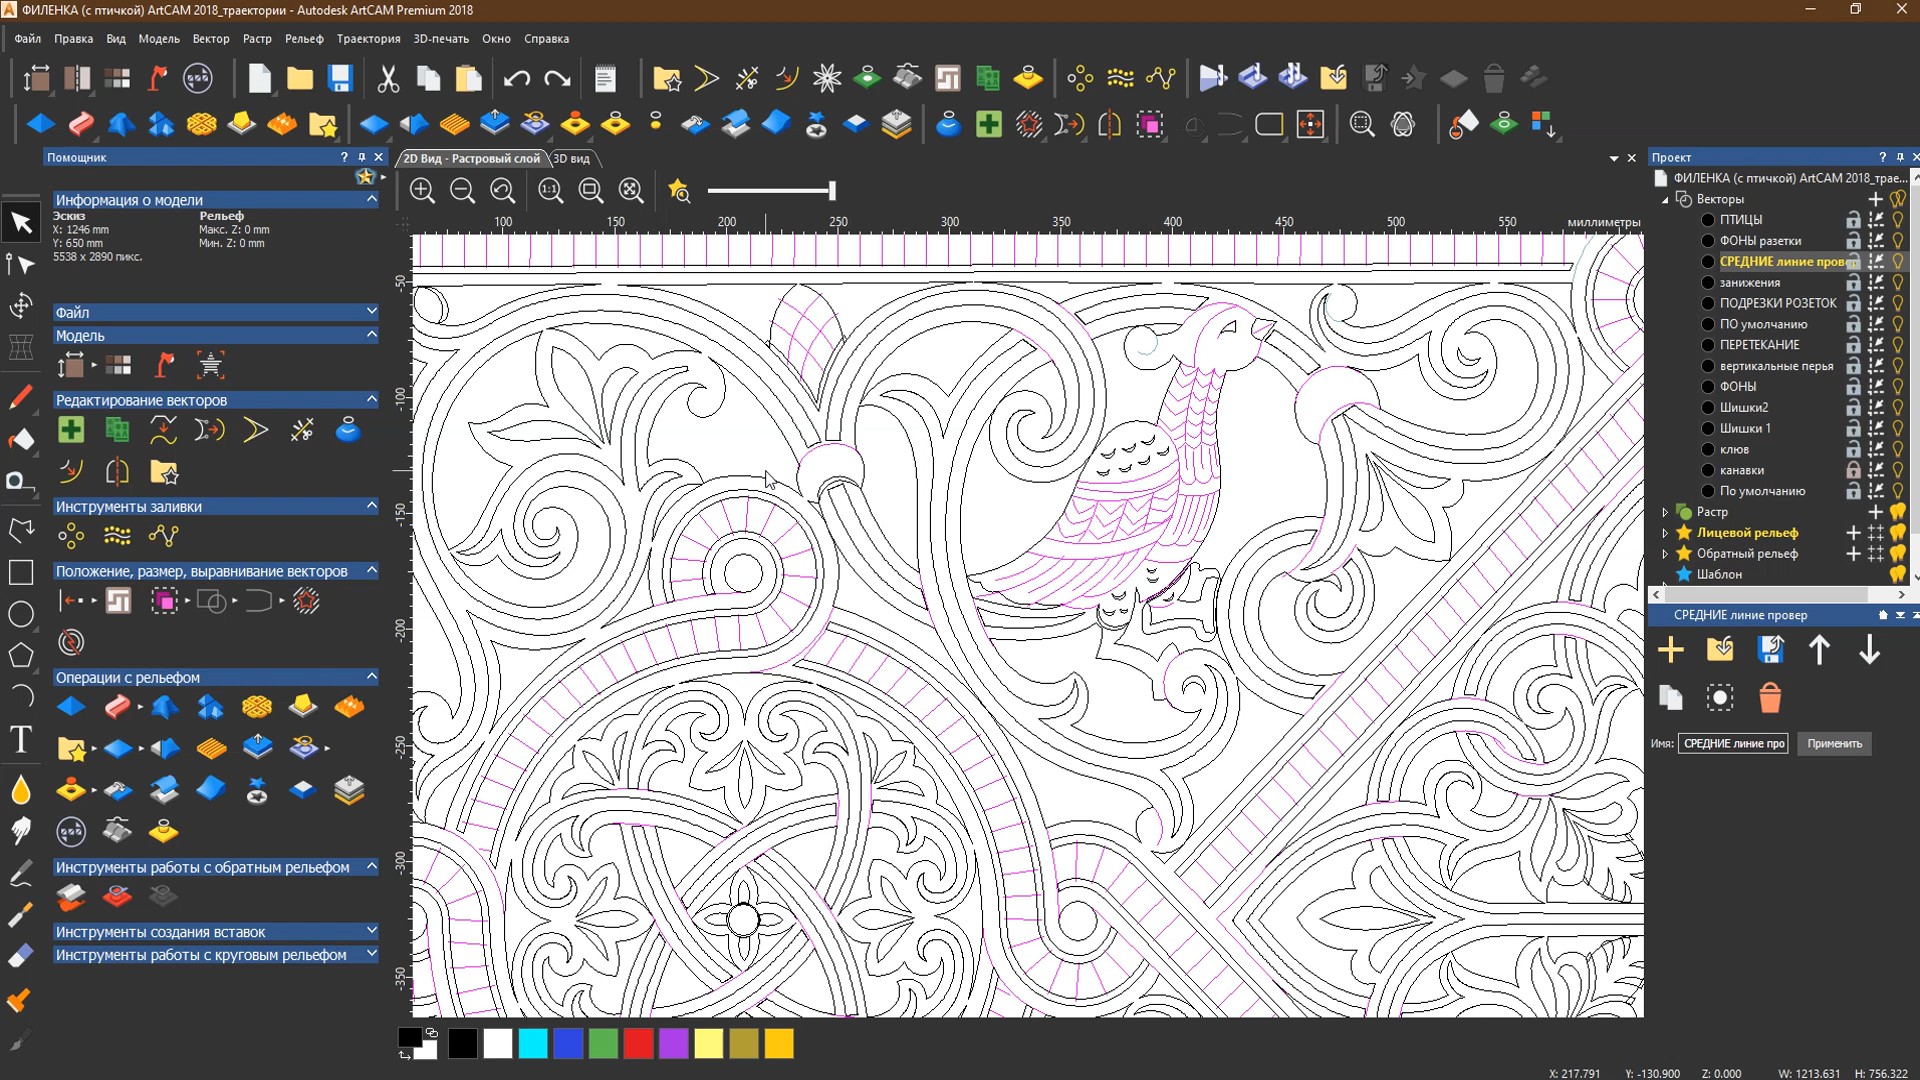 ФИЛЕНКА (с птичкой) ArtCAM 2018_траектории - Autodesk ArtCAM Premium 2018
Файл Правка Вид Модель Вектор Растр Рельеф Траектория 3D-печать Окно Справка
Помощник
Информация о модели
Эскиз Рельеф
X: 1246 mm Макс. Z: 0 mm
Y: 650 mm Мин. Z: 0 mm
5538 x 2890 пикс.
Файл
Модель
Редактирование векторов
Инструменты заливки
Положение, размер, выравнивание векторов
Операции с рельефом
Инструменты работы с обратным рельефом
Инструменты создания вставок
Инструменты работы с круговым рельефом
2D Вид - Растровый слой 3D вид
1:1
100 150 200 250 300 350 400 450 500 550 миллиметры
-50
-100
-150
-200
-250
-300
-350
Проект
ФИЛЕНКА (с птичкой) ArtCAM 2018_трае...
Векторы
ПТИЦЫ
ФОНЫ разетки
СРЕДНИЕ линие провер
занижения
ПОДРЕЗКИ РОЗЕТОК
ПО умолчанию
ПЕРЕТЕКАНИЕ
вертикальные перья
ФОНЫ
Шишки2
Шишки 1
клюв
канавки
По умолчанию
Растр
Лицевой рельеф
Обратный рельеф
Шаблон
СРЕДНИЕ линие провер
Имя: СРЕДНИЕ линие про Применить
X: 217.791 Y: -130.900 Z: 0.000 W: 1213.631 H: 756.322